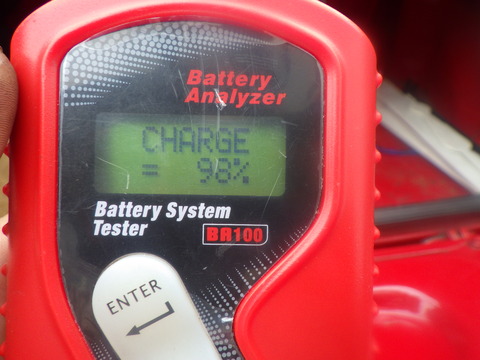 Battery
Analyzer
CHARGE
= 98%
Battery System
Tester
BR100
ENTER